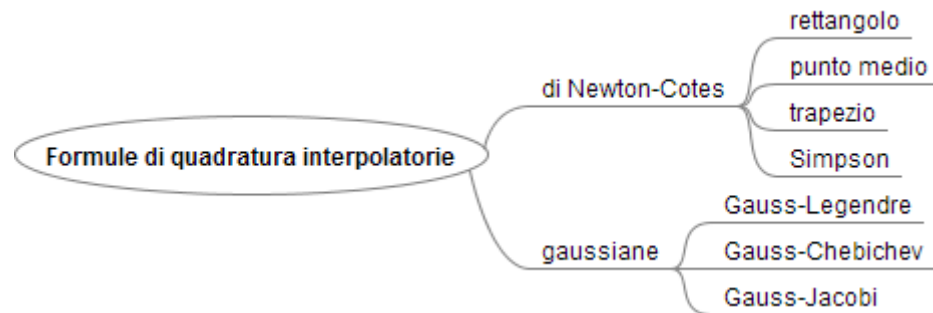 Formule di quadratura interpolatorie
di Newton-Cotes
rettangolo
punto medio
trapezio
Simpson
gaussiane
Gauss-Legendre
Gauss-Chebichev
Gauss-Jacobi